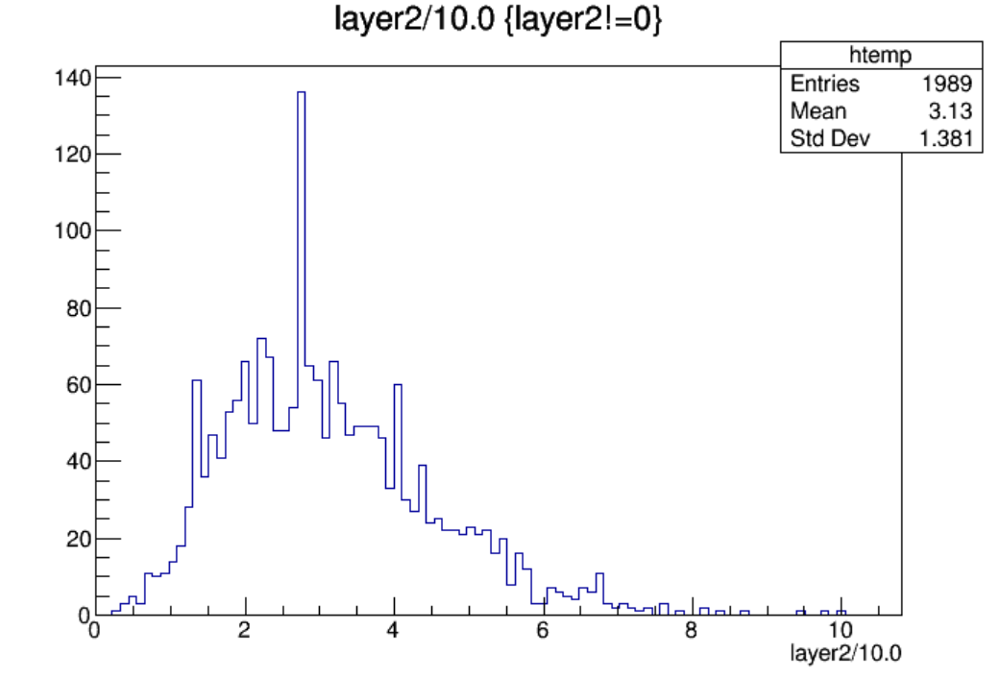 layer2/10.0 {layer2!=0}
htemp
Entries 1989
Mean 3.13
Std Dev 1.381
140
120
100
80
60
40
20
0
0 2 4 6 8 10
layer2/10.0